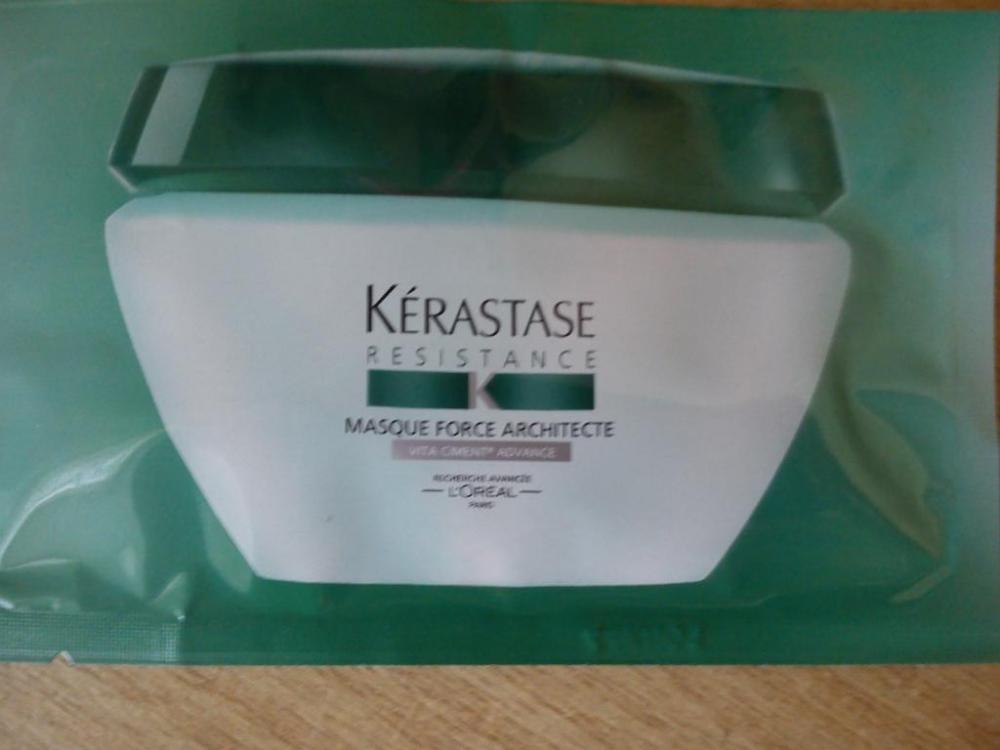 KÉRASTASE
RESISTANCE
K
MASQUE FORCE ARCHITECTE
VITA-CIMENT® ADVANCE
RECHERCHE AVANCÉE
L'ORÉAL
PARIS